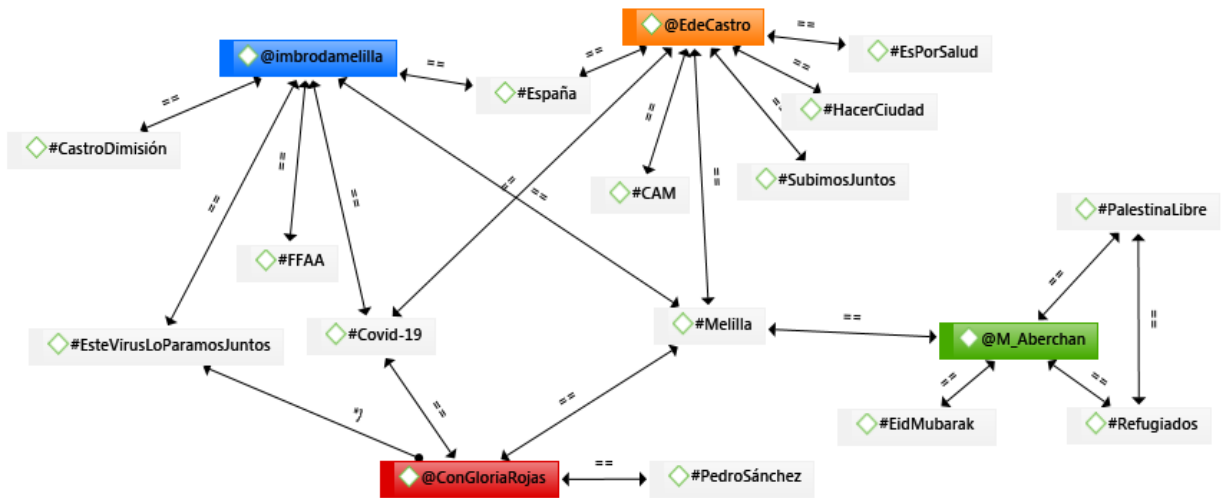 @EdeCastro
==
#EsPorSalud
@imbrodamelilla
==
#España
==
==
#HacerCiudad
==
#CastroDimisión
==
==
#SubimosJuntos
#CAM
==
==
==
==
==
==
#PalestinaLibre
#FFAA
==
==
#EsteVirusLoParamosJuntos
#Covid-19
#Melilla
==
@M_Aberchan
==
==
==
==
*}
#EidMubarak
#Refugiados
@ConGloriaRojas
==
#PedroSánchez